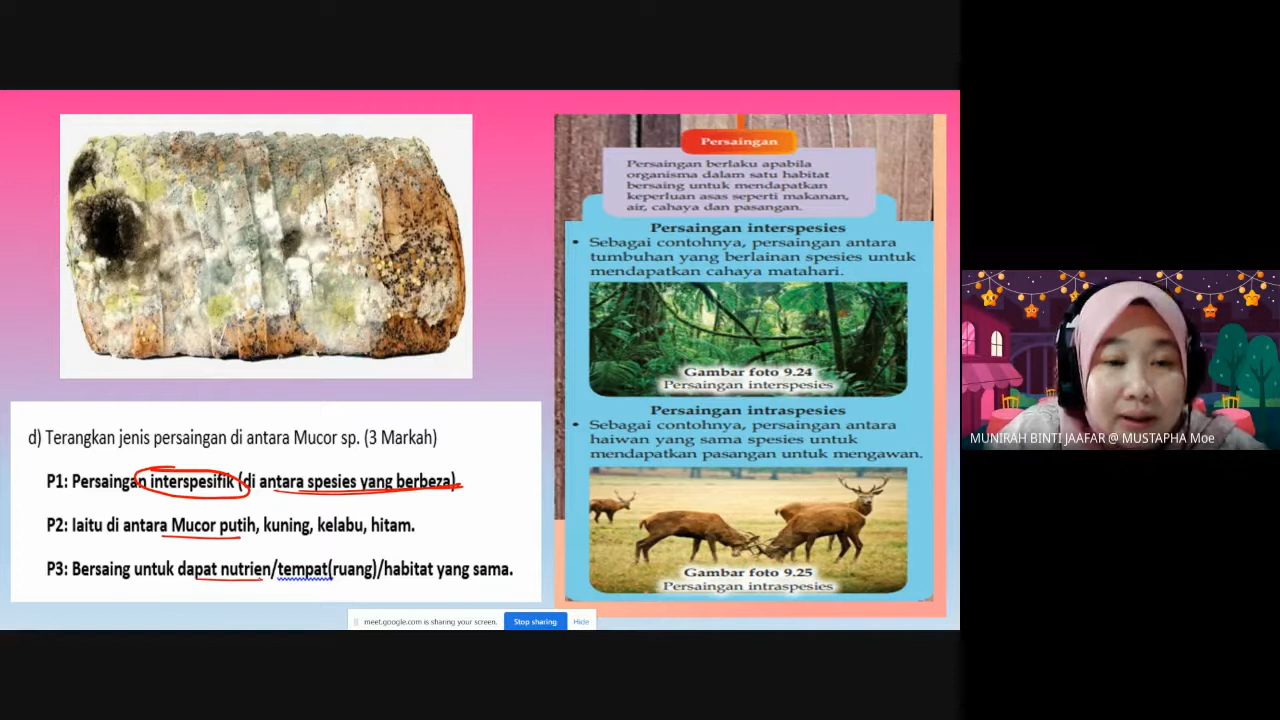 Persaingan
Persaingan berlaku apabila
organisma dalam satu habitat
bersaing untuk mendapatkan
keperluan asas seperti makanan,
air, cahaya dan pasangan.
Persaingan interspesies
• Sebagai contohnya, persaingan antara
tumbuhan yang berlainan spesies untuk
mendapatkan cahaya matahari.
Gambar foto 9.24
Persaingan interspesies
Persaingan intraspesies
• Sebagai contohnya, persaingan antara
haiwan yang sama spesies untuk
mendapatkan pasangan untuk mengawan.
Gambar foto 9.25
Persaingan intraspesies
d) Terangkan jenis persaingan di antara Mucor sp. (3 Markah)
P1: Persaingan interspesifik (di antara spesies yang berbeza).
P2: Iaitu di antara Mucor putih, kuning, kelabu, hitam.
P3: Bersaing untuk dapat nutrien/tempat(ruang)/habitat yang sama.
meet.google.com is sharing your screen.
Stop sharing
Hide
MUNIRAH BINTI JAAFAR @ MUSTAPHA Moe